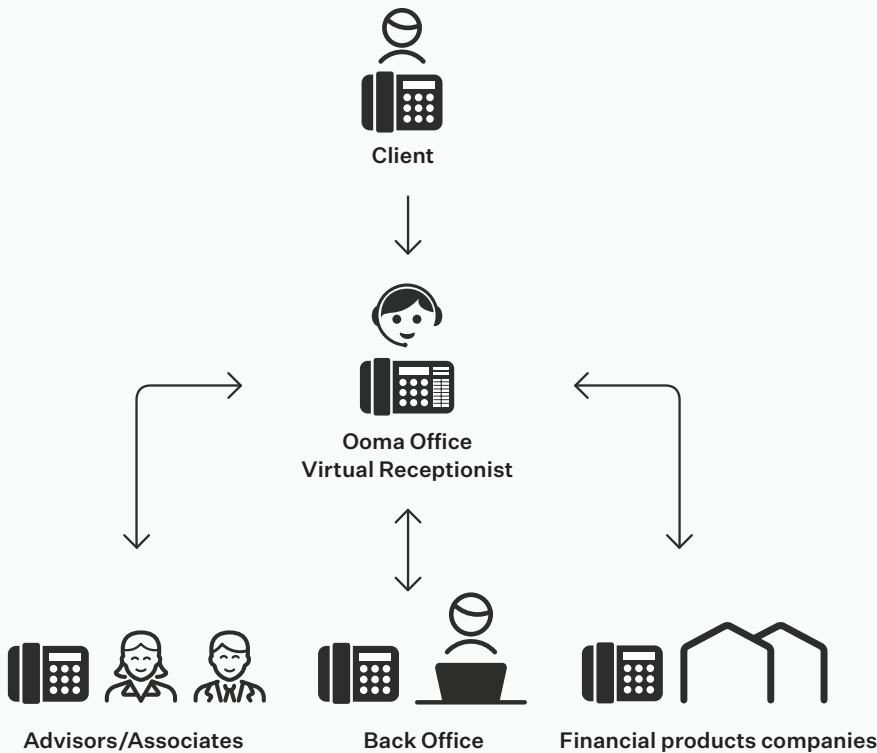 Client
Ooma Office
Virtual Receptionist
Advisors/Associates
Back Office
Financial products companies